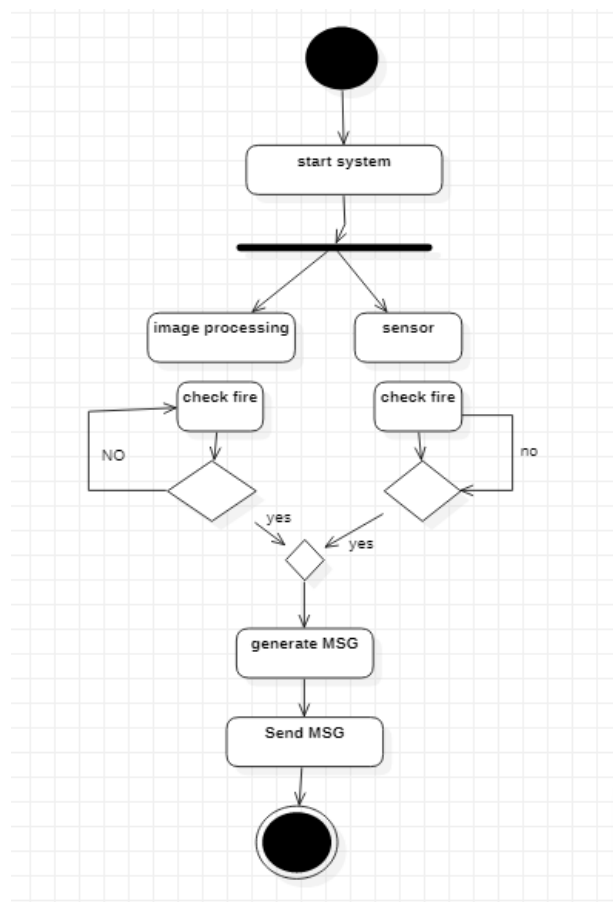 start system
image processing
sensor
check fire
check fire
NO
no
yes
yes
generate MSG
Send MSG